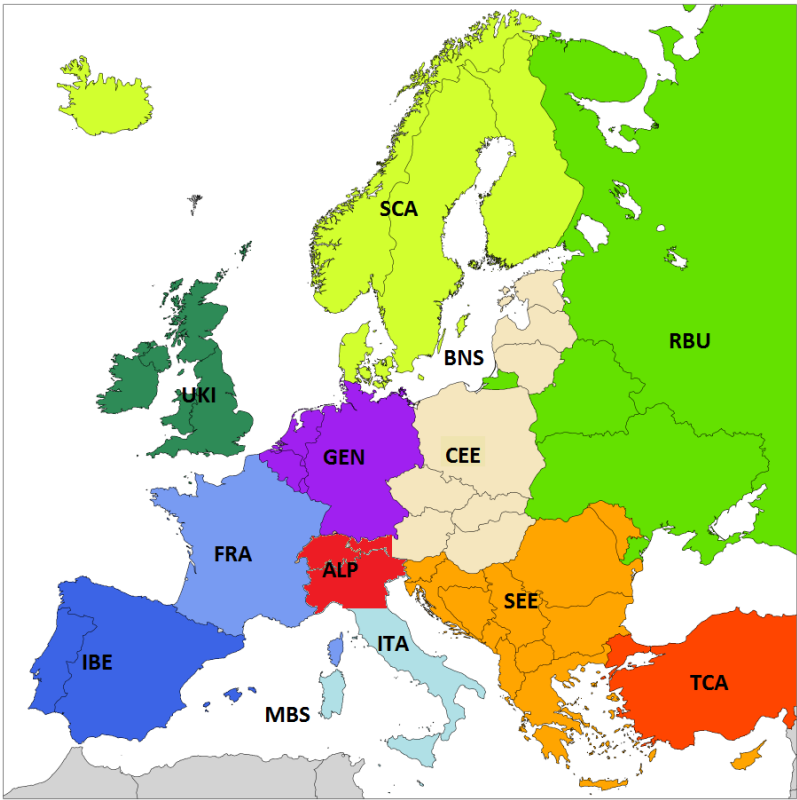 SCA
RBU
BNS
UKI
GEN
CEE
FRA
ALP
SEE
ITA
IBE
TCA
MBS